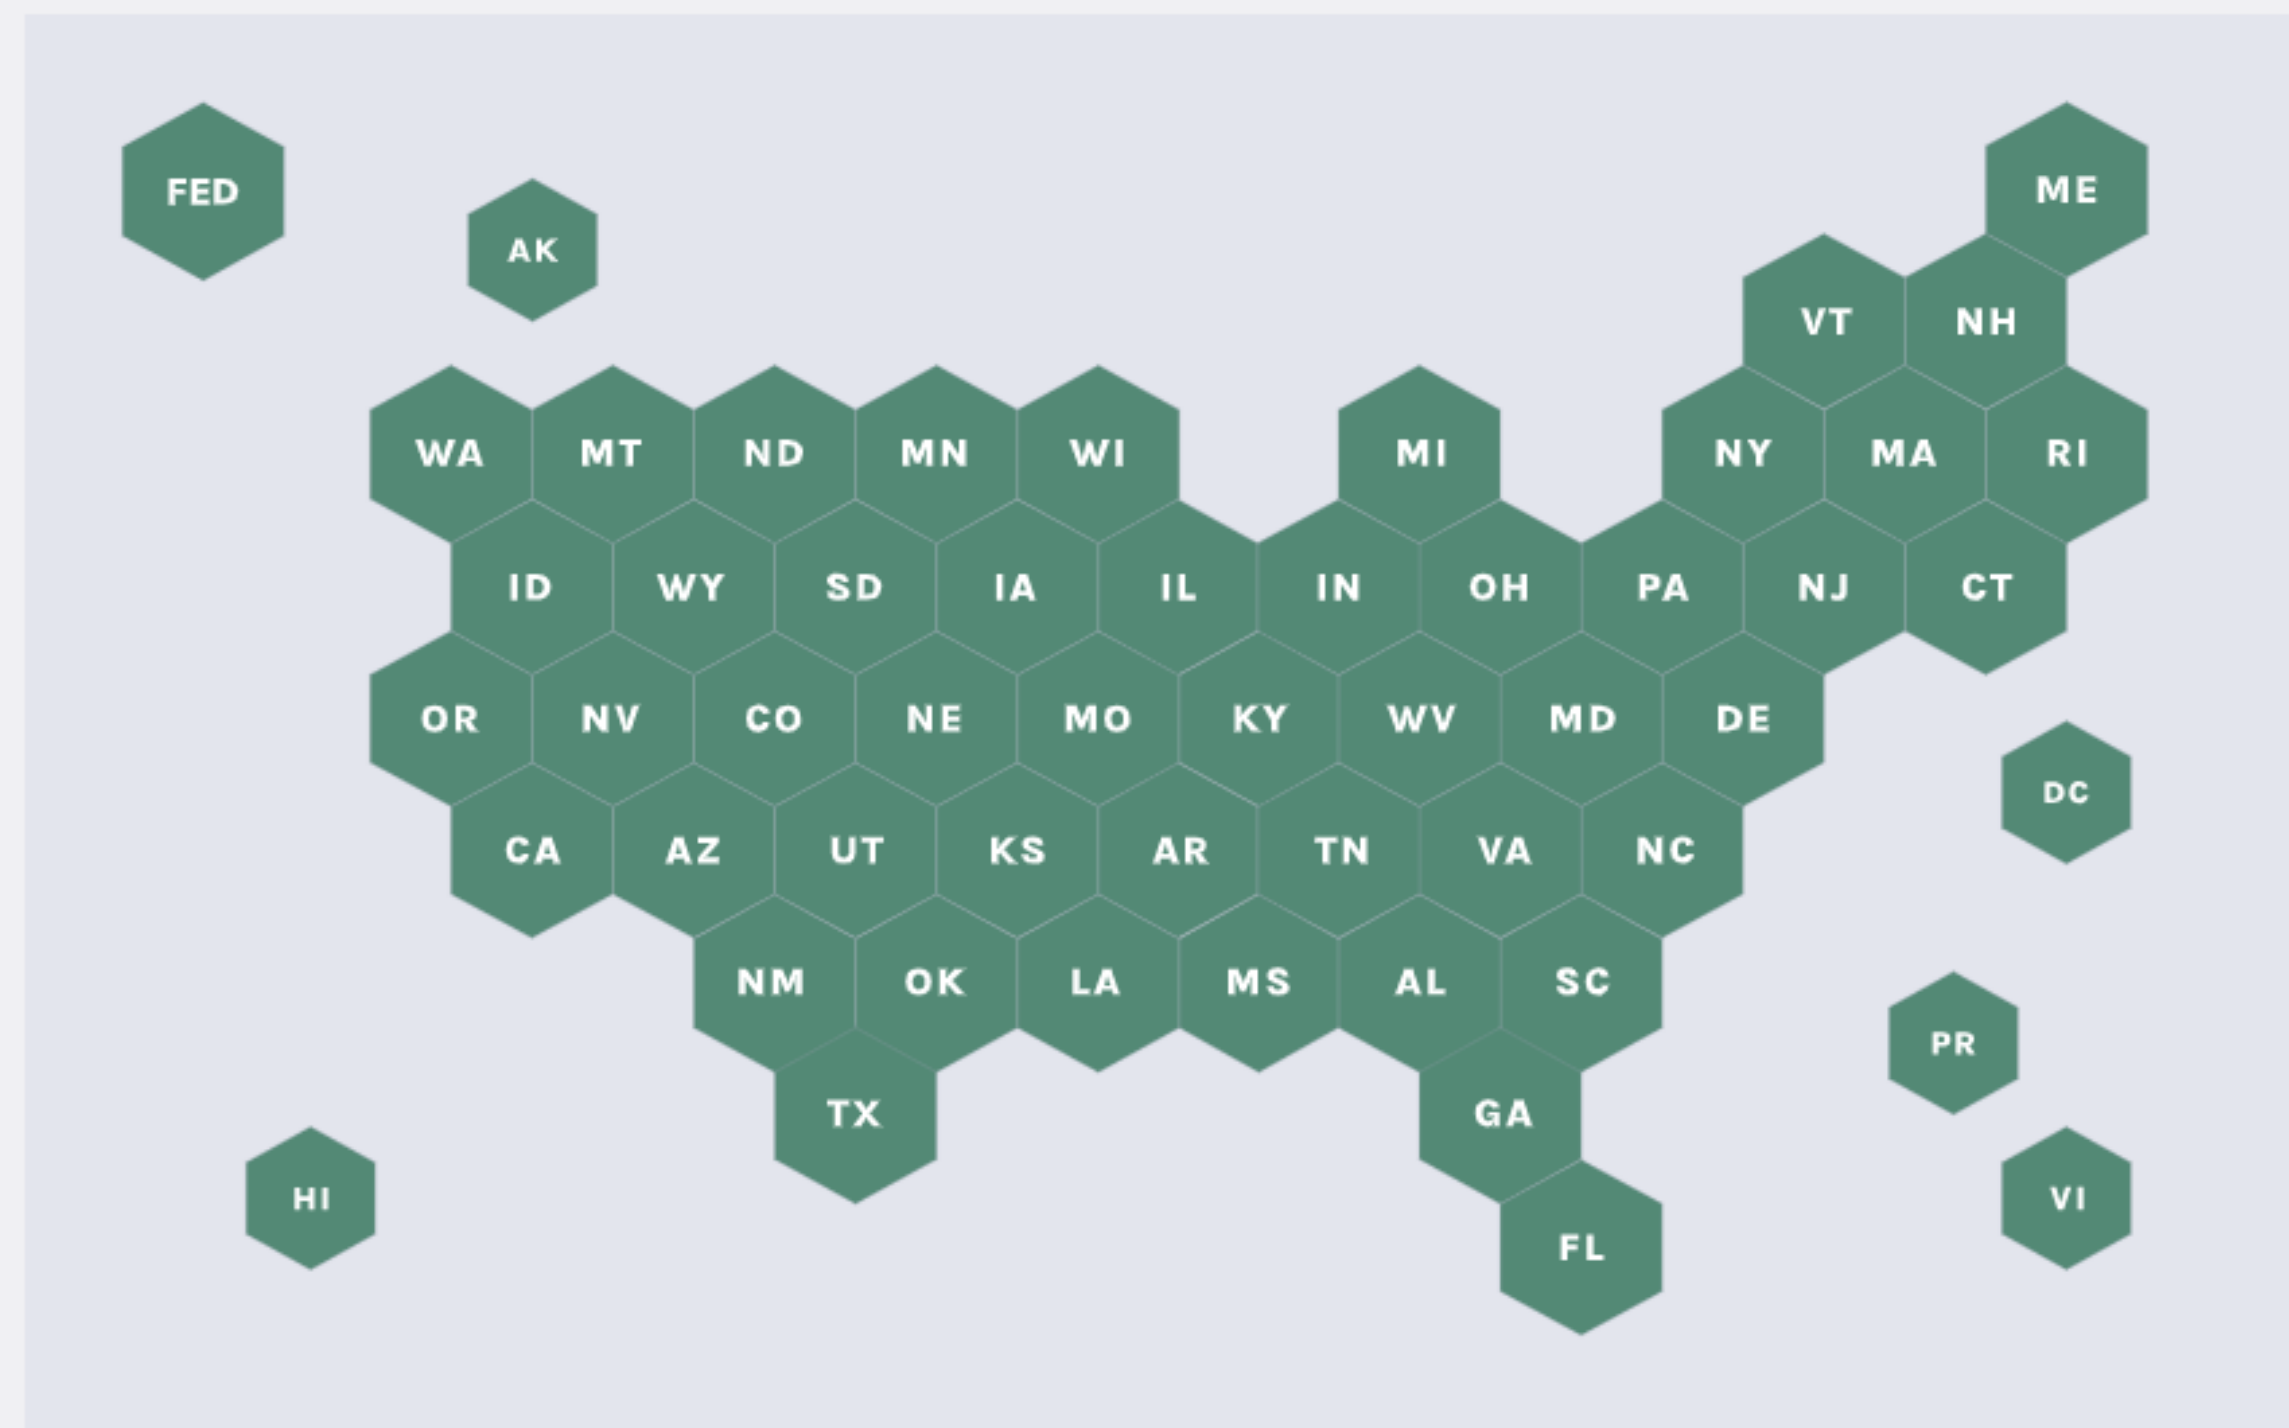 FED
ME
AK
VT NH
WA MT ND MN WI MI NY MA RI
ID WY SD IA IL IN OH PA NJ CT
OR NV CO NE MO KY WV MD DE
DC
CA AZ UT KS AR TN VA NC
NM OK LA MS AL SC
PR
TX GA
HI
VI
FL